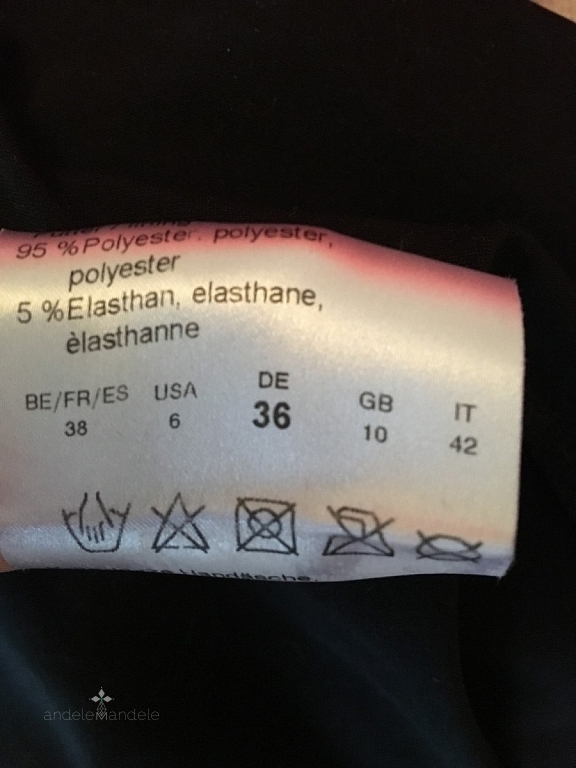 95 %Polyester, polyester,
polyester
5 %Elasthan, elasthane,
èlasthanne
BE/FR/ES USA DE GB IT
38 6 36 10 42
Handwäsche,
andeleMandele